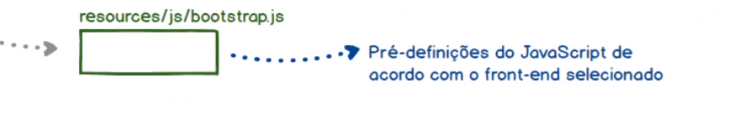 resources/js/bootstrap.js
Pré-definições do JavaScript de
acordo com o front-end selecionado